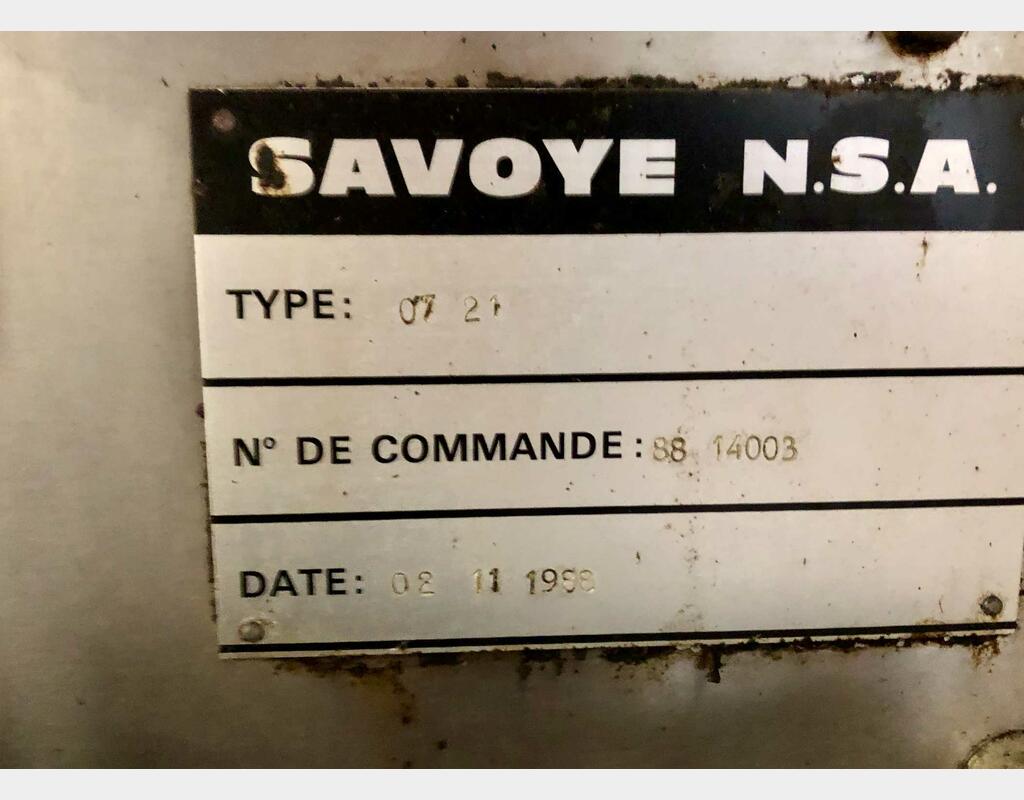 SAVOYE N.S.A.
TYPE: 07 21
N° DE COMMANDE: 88 14003
DATE: 02 11 1988